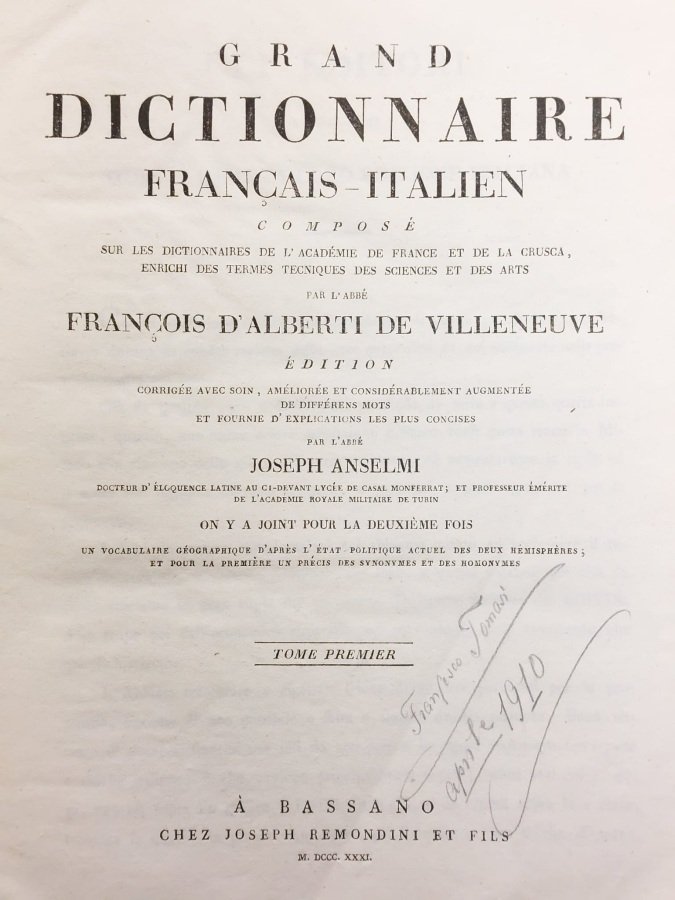 GRAND
DICTIONNAIRE
FRANÇAIS-ITALIEN
COMPOSÉ
SUR LES DICTIONNAIRES DE L'ACADÉMIE DE FRANCE ET DE LA CRUSCA,
ENRICHI DES TERMES TECNIQUES DES SCIENCES ET DES ARTS
PAR L'ABBÉ
FRANÇOIS D'ALBERTI DE VILLENEUVE
ÉDITION
CORRIGÉE AVEC SOIN, AMÉLIORÉE ET CONSIDÉRABLEMENT AUGMENTÉE
DE DIFFÉRENS MOTS
ET FOURNIE D'EXPLICATIONS LES PLUS CONCISES
PAR L'ABBÉ
JOSEPH ANSELMI
DOCTEUR D'ÉLOQUENCE LATINE AU CI-DEVANT LYCÉE DE CASAL MONFERRAT; ET PROFESSEUR ÉMÉRITE
DE L'ACADÉMIE ROYALE MILITAIRE DE TURIN
ON Y A JOINT POUR LA DEUXIÈME FOIS
UN VOCABULAIRE GÉOGRAPHIQUE D'APRÈS L'ÉTAT POLITIQUE ACTUEL DES DEUX HEMISPHÈRES;
ET POUR LA PREMIÈRE UN PRÉCIS DES SYNONYMES ET DES HOMONYMES
TOME PREMIER
Francesco Tomasi
aprile 1910
À BASSANO
CHEZ JOSEPH REMONDINI ET FILS
M. DCCC. XXXI.